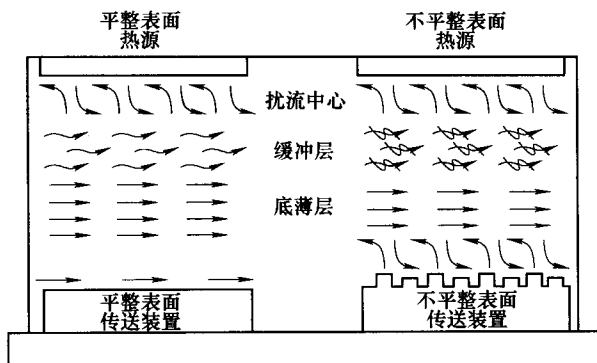 平整表面
热源
不平整表面
热源
扰流中心
缓冲层
底薄层
平整表面
传送装置
不平整表面
传送装置